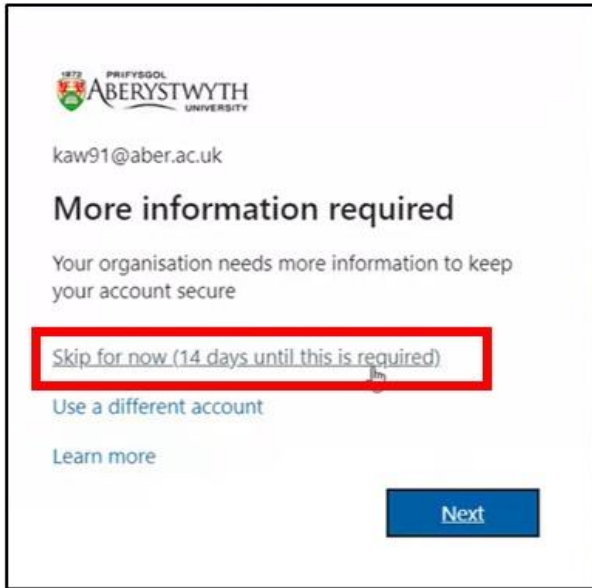 1872
PRIFYSGOL
ABERYSTWYTH
UNIVERSITY
kaw91@aber.ac.uk
More information required
Your organisation needs more information to keep
your account secure
Skip for now (14 days until this is required)
Use a different account
Learn more
Next